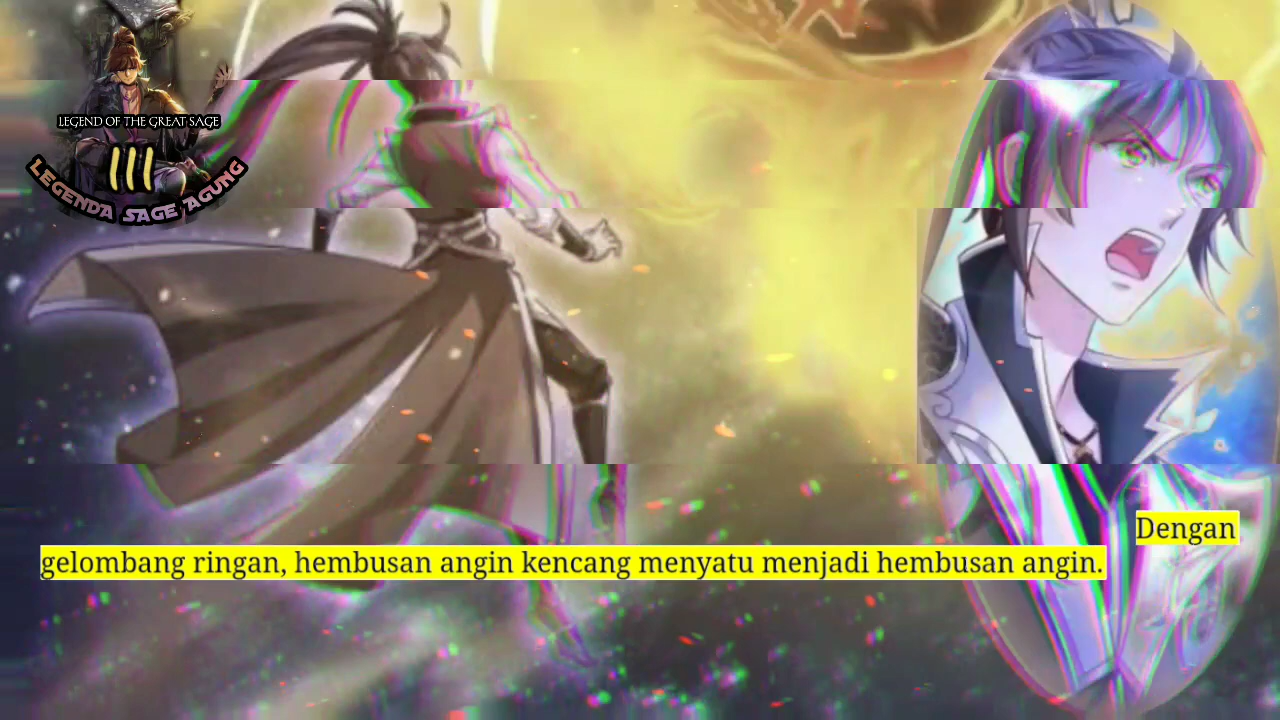 LEGEND OF THE GREAT SAGE
III
LEGENDA SAGE AGUNG
Dengan
gelombang ringan, hembusan angin kencang menyatu menjadi hembusan angin.